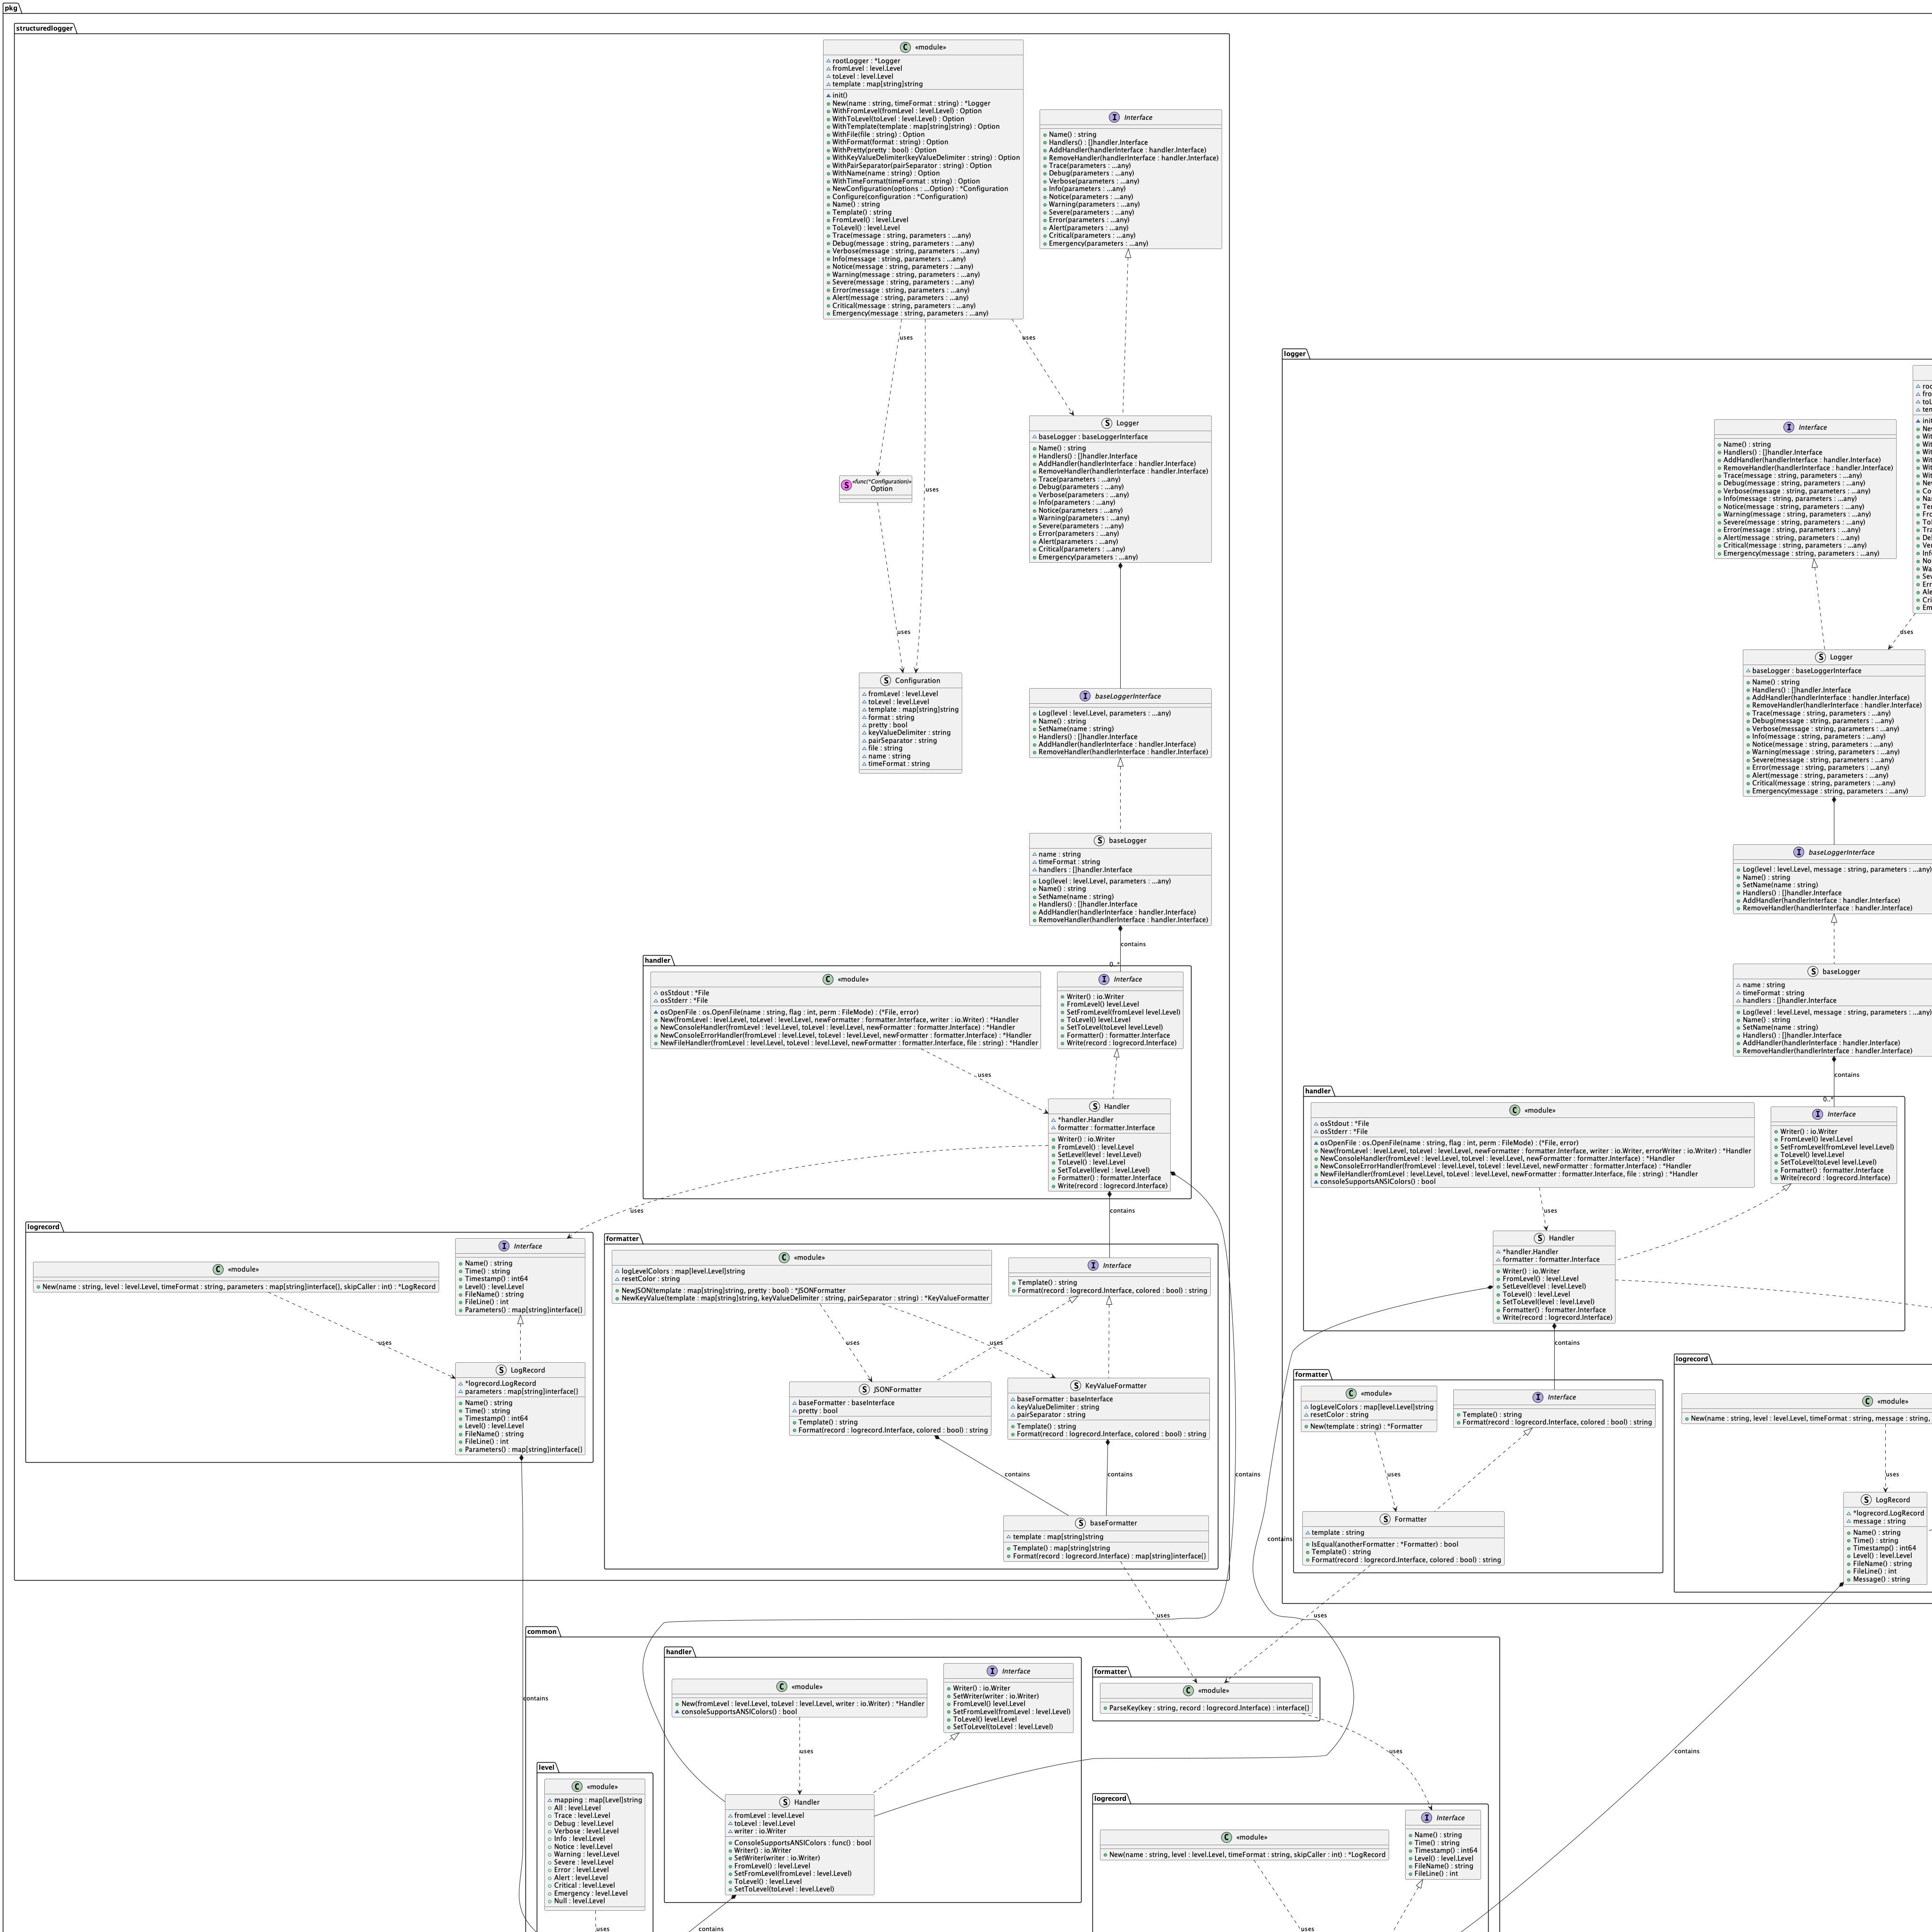 pkg
structuredlogger
C «module»
rootLogger : *Logger
fromLevel : level.Level
toLevel : level.Level
template : map[string]string
init()
New(name : string, timeFormat : string) : *Logger
WithFromLevel(fromLevel : level.Level) : Option
WithToLevel(toLevel : level.Level) : Option
WithTemplate(template : map[string]string) : Option
WithFile(file : string) : Option
WithFormat(format : string) : Option
WithPretty(pretty : bool) : Option
WithKeyValueDelimiter(keyValueDelimiter : string) : Option
WithPairSeparator(pairSeparator : string) : Option
WithName(name : string) : Option
WithTimeFormat(timeFormat : string) : Option
NewConfiguration(options : ...Option) : *Configuration
Configure(configuration : *Configuration)
Name() : string
Template() : string
FromLevel() : level.Level
ToLevel() : level.Level
Trace(message : string, parameters : ...any)
Debug(message : string, parameters : ...any)
Verbose(message : string, parameters : ...any)
Info(message : string, parameters : ...any)
Notice(message : string, parameters : ...any)
Warning(message : string, parameters : ...any)
Severe(message : string, parameters : ...any)
Error(message : string, parameters : ...any)
Alert(message : string, parameters : ...any)
Critical(message : string, parameters : ...any)
Emergency(message : string, parameters : ...any)
I Interface
Name() : string
Handlers() : []handler.Interface
AddHandler(handlerInterface : handler.Interface)
RemoveHandler(handlerInterface : handler.Interface)
Trace(parameters : ...any)
Debug(parameters : ...any)
Verbose(parameters : ...any)
Info(parameters : ...any)
Notice(parameters : ...any)
Warning(parameters : ...any)
Severe(parameters : ...any)
Error(parameters : ...any)
Alert(parameters : ...any)
Critical(parameters : ...any)
Emergency(parameters : ...any)
uses
uses
uses
S Logger
baseLogger : baseLoggerInterface
Name() : string
Handlers() : []handler.Interface
AddHandler(handlerInterface : handler.Interface)
RemoveHandler(handlerInterface : handler.Interface)
Trace(parameters : ...any)
Debug(parameters : ...any)
Verbose(parameters : ...any)
Info(parameters : ...any)
Notice(parameters : ...any)
Warning(parameters : ...any)
Severe(parameters : ...any)
Error(parameters : ...any)
Alert(parameters : ...any)
Critical(parameters : ...any)
Emergency(parameters : ...any)
S «func(*Configuration)»
Option
uses
S Configuration
fromLevel : level.Level
toLevel : level.Level
template : map[string]string
format : string
pretty : bool
keyValueDelimiter : string
pairSeparator : string
file : string
name : string
timeFormat : string
I baseLoggerInterface
Log(level : level.Level, parameters : ...any)
Name() : string
SetName(name : string)
Handlers() : []handler.Interface
AddHandler(handlerInterface : handler.Interface)
RemoveHandler(handlerInterface : handler.Interface)
S baseLogger
name : string
timeFormat : string
handlers : []handler.Interface
Log(level : level.Level, parameters : ...any)
Name() : string
SetName(name : string)
Handlers() : []handler.Interface
AddHandler(handlerInterface : handler.Interface)
RemoveHandler(handlerInterface : handler.Interface)
contains
0..*
handler
C «module»
osStdout : *File
osStderr : *File
osOpenFile : os.OpenFile(name : string, flag : int, perm : FileMode) : (*File, error)
New(fromLevel : level.Level, toLevel : level.Level, newFormatter : formatter.Interface, writer : io.Writer) : *Handler
NewConsoleHandler(fromLevel : level.Level, toLevel : level.Level, newFormatter : formatter.Interface) : *Handler
NewConsoleErrorHandler(fromLevel : level.Level, toLevel : level.Level, newFormatter : formatter.Interface) : *Handler
NewFileHandler(fromLevel : level.Level, toLevel : level.Level, newFormatter : formatter.Interface, file : string) : *Handler
I Interface
Writer() : io.Writer
FromLevel() level.Level
SetFromLevel(fromLevel level.Level)
ToLevel() level.Level
SetToLevel(toLevel level.Level)
Formatter() : formatter.Interface
Write(record : logrecord.Interface)
uses
S Handler
*handler.Handler
formatter : formatter.Interface
Writer() : io.Writer
FromLevel() : level.Level
SetLevel(level : level.Level)
ToLevel() : level.Level
SetToLevel(level : level.Level)
Formatter() : formatter.Interface
Write(record : logrecord.Interface)
uses
contains
logrecord
C «module»
New(name : string, level : level.Level, timeFormat : string, parameters : map[string]interface{}, skipCaller : int) : *LogRecord
I Interface
Name() : string
Time() : string
Timestamp() : int64
Level() : level.Level
FileName() : string
FileLine() : int
Parameters() : map[string]interface{}
uses
S LogRecord
*logrecord.LogRecord
parameters : map[string]interface{}
Name() : string
Time() : string
Timestamp() : int64
Level() : level.Level
FileName() : string
FileLine() : int
Parameters() : map[string]interface{}
formatter
C «module»
logLevelColors : map[level.Level]string
resetColor : string
NewJSON(template : map[string]string, pretty : bool) : *JSONFormatter
NewKeyValue(template : map[string]string, keyValueDelimiter : string, pairSeparator : string) : *KeyValueFormatter
I Interface
Template() : string
Format(record : logrecord.Interface, colored : bool) : string
uses
uses
S JSONFormatter
baseFormatter : baseInterface
pretty : bool
Template() : string
Format(record : logrecord.Interface, colored : bool) : string
S KeyValueFormatter
baseFormatter : baseInterface
keyValueDelimiter : string
pairSeparator : string
Template() : string
Format(record : logrecord.Interface, colored : bool) : string
contains
contains
contains
S baseFormatter
template : map[string]string
Template() : map[string]string
Format(record : logrecord.Interface) : map[string]interface{}
logger
I Interface
Name() : string
Handlers() : []handler.Interface
AddHandler(handlerInterface : handler.Interface)
RemoveHandler(handlerInterface : handler.Interface)
Trace(message : string, parameters : ...any)
Debug(message : string, parameters : ...any)
Verbose(message : string, parameters : ...any)
Info(message : string, parameters : ...any)
Notice(message : string, parameters : ...any)
Warning(message : string, parameters : ...any)
Severe(message : string, parameters : ...any)
Error(message : string, parameters : ...any)
Alert(message : string, parameters : ...any)
Critical(message : string, parameters : ...any)
Emergency(message : string, parameters : ...any)
uses
S Logger
baseLogger : baseLoggerInterface
Name() : string
Handlers() : []handler.Interface
AddHandler(handlerInterface : handler.Interface)
RemoveHandler(handlerInterface : handler.Interface)
Trace(message : string, parameters : ...any)
Debug(message : string, parameters : ...any)
Verbose(message : string, parameters : ...any)
Info(message : string, parameters : ...any)
Notice(message : string, parameters : ...any)
Warning(message : string, parameters : ...any)
Severe(message : string, parameters : ...any)
Error(message : string, parameters : ...any)
Alert(message : string, parameters : ...any)
Critical(message : string, parameters : ...any)
Emergency(message : string, parameters : ...any)
I baseLoggerInterface
Log(level : level.Level, message : string, parameters : ...any)
Name() : string
SetName(name : string)
Handlers() : []handler.Interface
AddHandler(handlerInterface : handler.Interface)
RemoveHandler(handlerInterface : handler.Interface)
S baseLogger
name : string
timeFormat : string
handlers : []handler.Interface
Log(level : level.Level, message : string, parameters : ...any)
Name() : string
SetName(name : string)
Handlers() : []handler.Interface
AddHandler(handlerInterface : handler.Interface)
RemoveHandler(handlerInterface : handler.Interface)
contains
0..*
handler
C «module»
osStdout : *File
osStderr : *File
osOpenFile : os.OpenFile(name : string, flag : int, perm : FileMode) : (*File, error)
New(fromLevel : level.Level, toLevel : level.Level, newFormatter : formatter.Interface, writer : io.Writer, errorWriter : io.Writer) : *Handler
NewConsoleHandler(fromLevel : level.Level, toLevel : level.Level, newFormatter : formatter.Interface) : *Handler
NewConsoleErrorHandler(fromLevel : level.Level, toLevel : level.Level, newFormatter : formatter.Interface) : *Handler
NewFileHandler(fromLevel : level.Level, toLevel : level.Level, newFormatter : formatter.Interface, file : string) : *Handler
consoleSupportsANSIColors() : bool
I Interface
Writer() : io.Writer
FromLevel() level.Level
SetFromLevel(fromLevel level.Level)
ToLevel() level.Level
SetToLevel(toLevel level.Level)
Formatter() : formatter.Interface
Write(record : logrecord.Interface)
uses
S Handler
*handler.Handler
formatter : formatter.Interface
Writer() : io.Writer
FromLevel() : level.Level
SetLevel(level : level.Level)
ToLevel() : level.Level
SetToLevel(level : level.Level)
Formatter() : formatter.Interface
Write(record : logrecord.Interface)
contains
formatter
C «module»
logLevelColors : map[level.Level]string
resetColor : string
New(template : string) : *Formatter
I Interface
Template() : string
Format(record : logrecord.Interface, colored : bool) : string
uses
contains
S Formatter
template : string
IsEqual(anotherFormatter : *Formatter) : bool
Template() : string
Format(record : logrecord.Interface, colored : bool) : string
logrecord
C «module»
New(name : string, level : level.Level, timeFormat : string, message : string,
uses
S LogRecord
*logrecord.LogRecord
message : string
Name() : string
Time() : string
Timestamp() : int64
Level() : level.Level
FileName() : string
FileLine() : int
Message() : string
uses
uses
common
handler
C «module»
New(fromLevel : level.Level, toLevel : level.Level, writer : io.Writer) : *Handler
consoleSupportsANSIColors() : bool
I Interface
Writer() : io.Writer
SetWriter(writer : io.Writer)
FromLevel() level.Level
SetFromLevel(fromLevel : level.Level)
ToLevel() level.Level
SetToLevel(toLevel : level.Level)
formatter
C «module»
ParseKey(key : string, record : logrecord.Interface) : interface{}
contains
uses
uses
contains
level
C «module»
mapping : map[Level]string
All : level.Level
Trace : level.Level
Debug : level.Level
Verbose : level.Level
Info : level.Level
Notice : level.Level
Warning : level.Level
Severe : level.Level
Error : level.Level
Alert : level.Level
Critical : level.Level
Emergency : level.Level
Null : level.Level
uses
S Handler
fromLevel : level.Level
toLevel : level.Level
writer : io.Writer
ConsoleSupportsANSIColors : func() : bool
Writer() : io.Writer
SetWriter(writer : io.Writer)
FromLevel() : level.Level
SetFromLevel(fromLevel : level.Level)
ToLevel() : level.Level
SetToLevel(toLevel : level.Level)
contains
logrecord
C «module»
New(name : string, level : level.Level, timeFormat : string, skipCaller : int) : *LogRecord
I Interface
Name() : string
Time() : string
Timestamp() : int64
Level() : level.Level
FileName() : string
FileLine() : int
uses